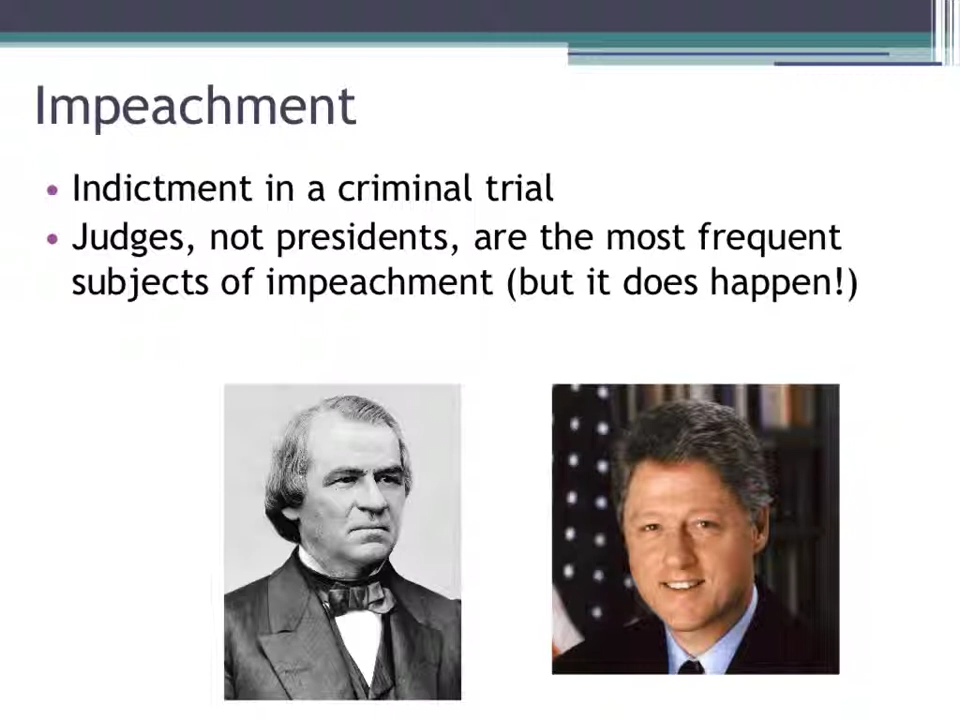 Impeachment
• Indictment in a criminal trial
• Judges, not presidents, are the most frequent
subjects of impeachment (but it does happen!)